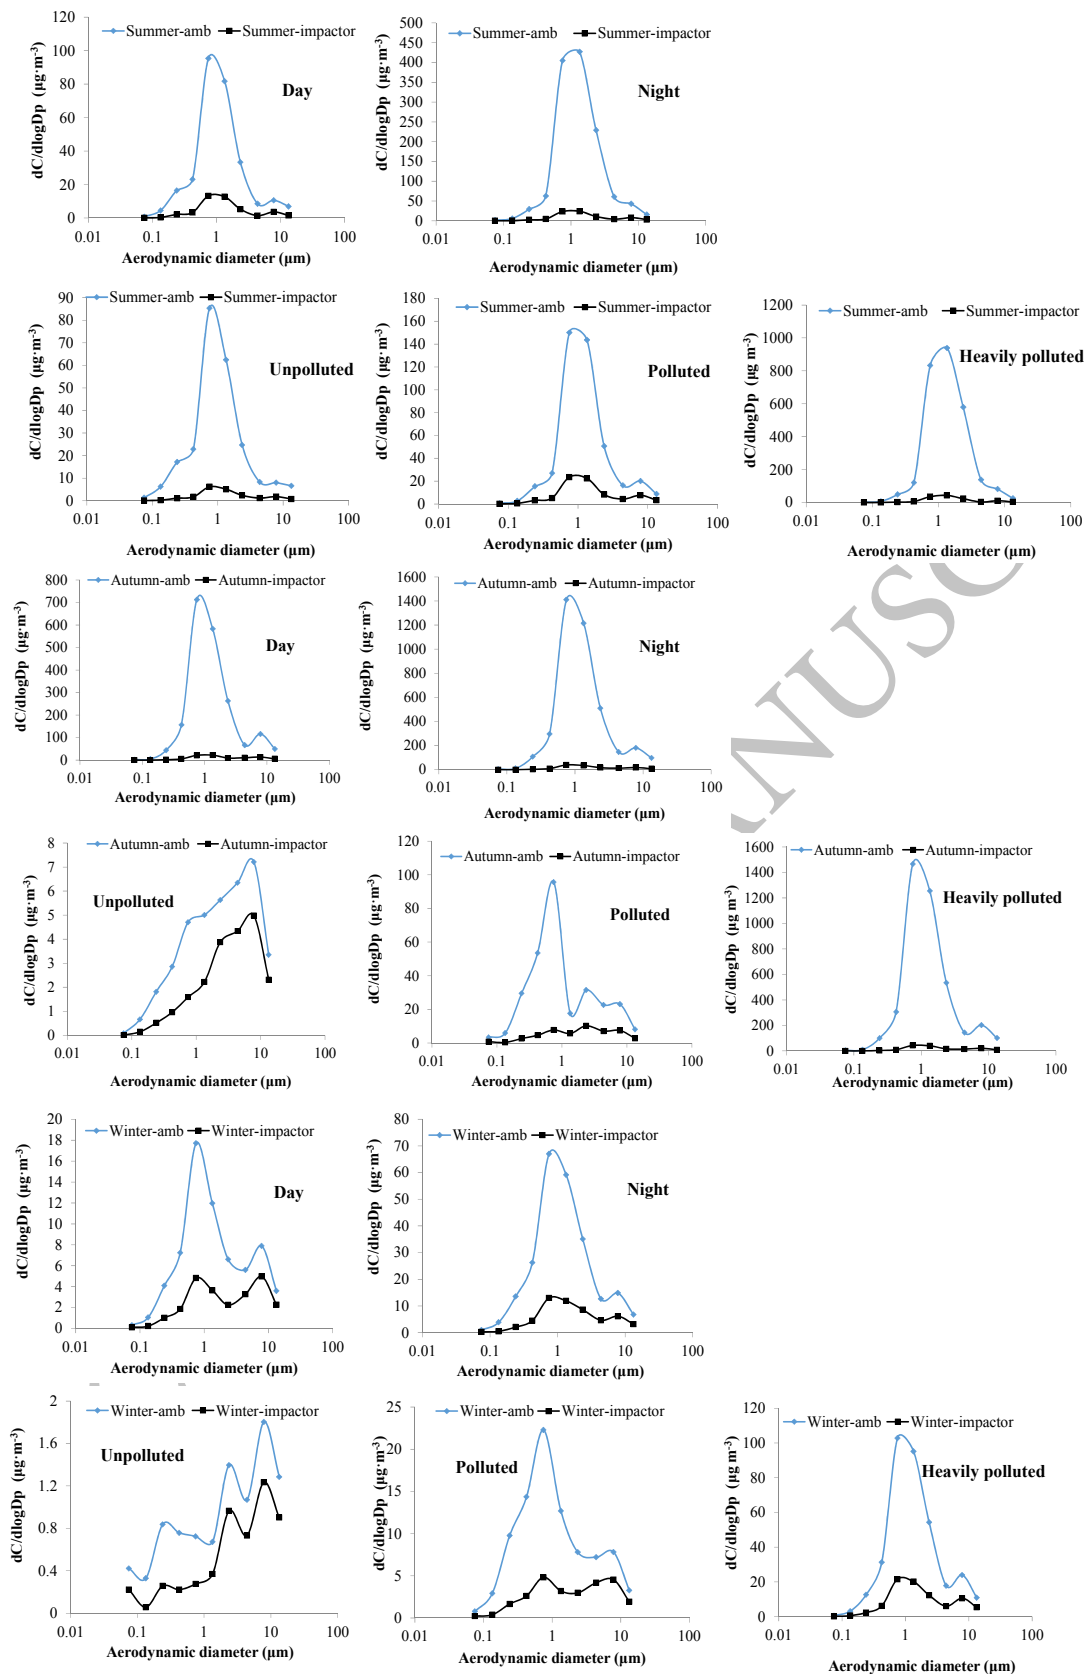 Summer-amb Summer-impactor
Day
dC/dlogDp (µg·m-3)
120
100
80
60
40
20
0
0.01 0.1 1 10 100
Aerodynamic diameter (µm)
Summer-amb Summer-impactor
Night
dC/dlogDp (µg·m-3)
500
450
400
350
300
250
200
150
100
50
0
0.01 0.1 1 10 100
Aerodynamic diameter (µm)
Summer-amb Summer-impactor
Unpolluted
dC/dlogDp (µg·m-3)
90
80
70
60
50
40
30
20
10
0
0.01 0.1 1 10 100
Aerodynamic diameter (µm)
Summer-amb Summer-impactor
Polluted
dC/dlogDp (µg·m-3)
180
160
140
120
100
80
60
40
20
0
0.01 0.1 1 10 100
Aerodynamic diameter (µm)
Summer-amb Summer-impactor
Heavily polluted
dC/dlogDp (µg m-3)
1200
1000
800
600
400
200
0
0.01 0.1 1 10 100
Aerodynamic diameter (µm)
Autumn-amb Autumn-impactor
Day
dC/dlogDp (µg·m-3)
800
700
600
500
400
300
200
100
0
0.01 0.1 1 10 100
Aerodynamic diameter (µm)
Autumn-amb Autumn-impactor
Night
dC/dlogDp (µg·m-3)
1600
1400
1200
1000
800
600
400
200
0
0.01 0.1 1 10 100
Aerodynamic diameter (µm)
Autumn-amb Autumn-impactor
Unpolluted
dC/dlogDp (µg·m-3)
8
7
6
5
4
3
2
1
0
0.01 0.1 1 10 100
Aerodynamic diameter (µm)
Autumn-amb Autumn-impactor
Polluted
dC/dlogDp (µg·m-3)
120
100
80
60
40
20
0
0.01 0.1 1 10 100
Aerodynamic diameter (µm)
Autumn-amb Autumn-impactor
Heavily polluted
dC/dlogDp (µg m-3)
1600
1400
1200
1000
800
600
400
200
0
0.01 0.1 1 10 100
Aerodynamic diameter (µm)
Winter-amb Winter-impactor
Day
dC/dlogDp (µg·m-3)
20
18
16
14
12
10
8
6
4
2
0
0.01 0.1 1 10 100
Aerodynamic diameter (µm)
Winter-amb Winter-impactor
Night
dC/dlogDp (µg·m-3)
80
70
60
50
40
30
20
10
0
0.01 0.1 1 10 100
Aerodynamic diameter (µm)
Winter-amb Winter-impactor
Unpolluted
dC/dlogDp (µg·m-3)
2
1.6
1.2
0.8
0.4
0
0.01 0.1 1 10 100
Aerodynamic diameter (µm)
Winter-amb Winter-impactor
Polluted
dC/dlogDp (µg·m-3)
25
20
15
10
5
0
0.01 0.1 1 10 100
Aerodynamic diameter (µm)
Winter-amb Winter-impactor
Heavily polluted
dC/dlogDp (µg m-3)
120
100
80
60
40
20
0
0.01 0.1 1 10 100
Aerodynamic diameter (µm)